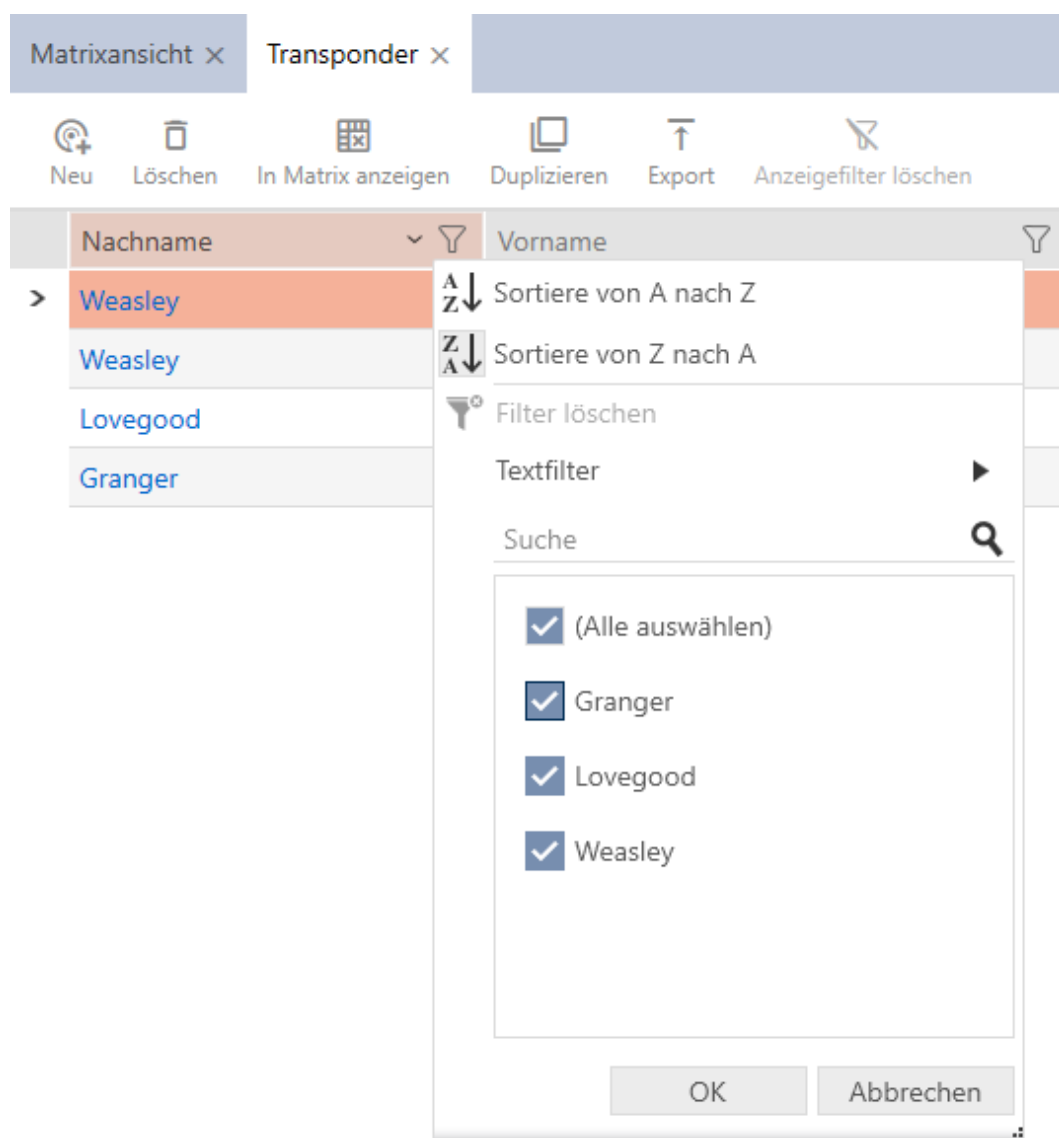 Matrixansicht Transponder
Neu Löschen In Matrix anzeigen Duplizieren Export Anzeigefilter löschen
Nachname Vorname
Weasley
Weasley
Lovegood
Granger
A Z Sortiere von A nach Z
Z A Sortiere von Z nach A
Filter löschen
Textfilter
Suche
(Alle auswählen)
Granger
Lovegood
Weasley
OK Abbrechen